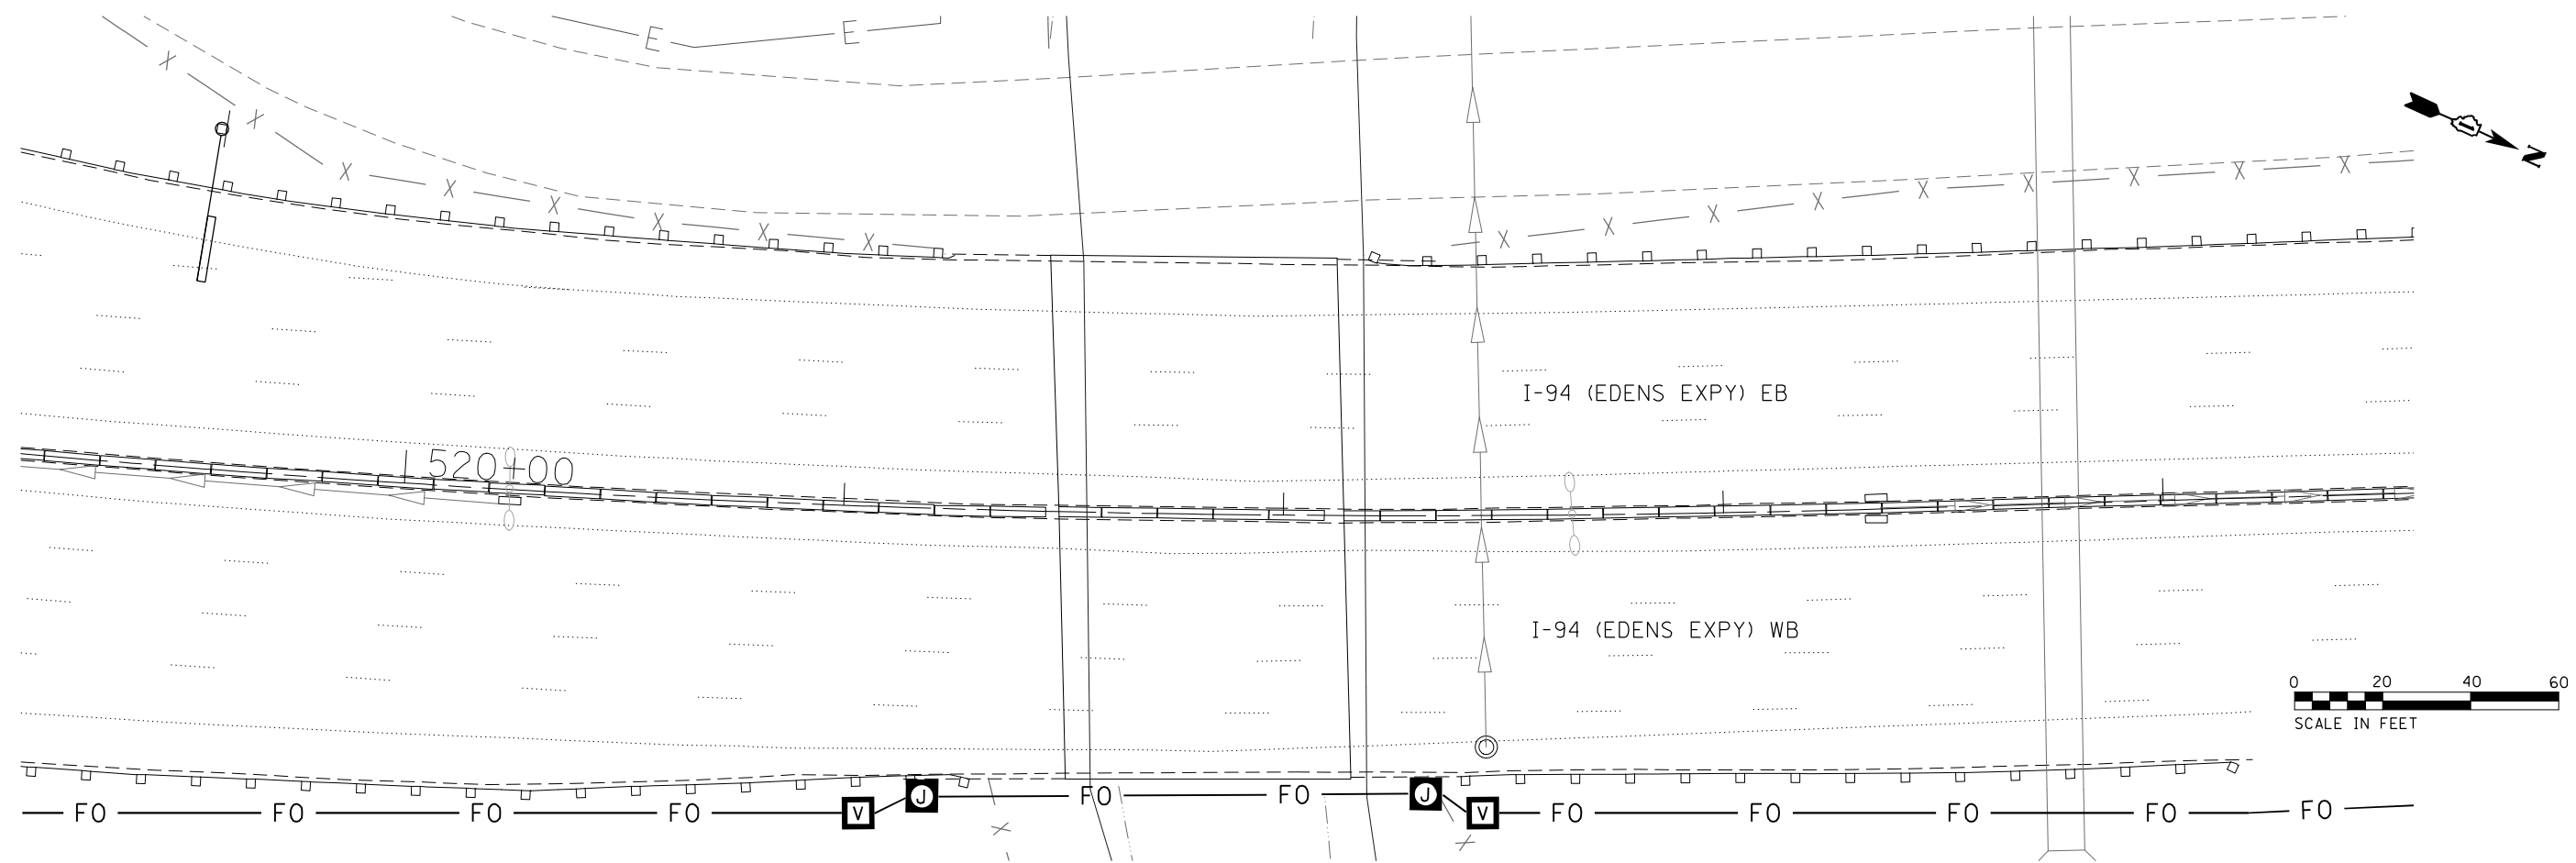 E E
X
X
N
X X X X X X
X X X X X X X X X
I-94 (EDENS EXPY) EB
520+00
I-94 (EDENS EXPY) WB
0 20 40 60
SCALE IN FEET
V J FO FO J V
FO FO FO FO FO FO FO FO FO
X X